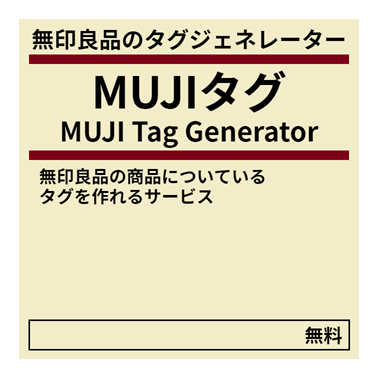 無印良品のタグジェネレーター
MUJIタグ
MUJI Tag Generator
無印良品の商品についている
タグを作れるサービス
無料